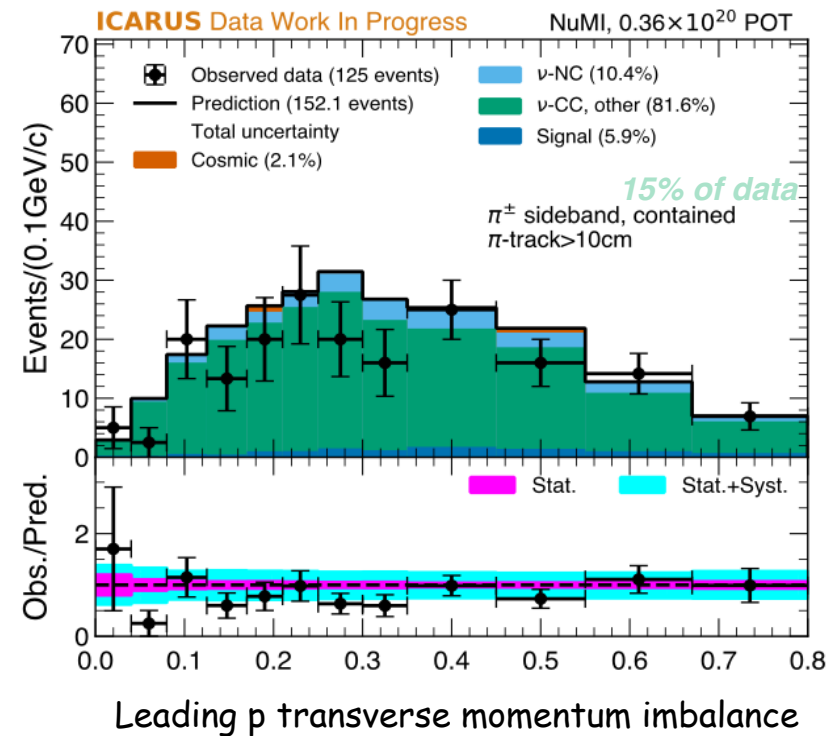 ICARUS Data Work In Progress
NuMI, 0.36×10²⁰ POT
Events/(0.1GeV/c)
70
60
50
40
30
20
10
0
Observed data (125 events)
Prediction (152.1 events)
Total uncertainty
Cosmic (2.1%)
ν-NC (10.4%)
ν-CC, other (81.6%)
Signal (5.9%)
15% of data
π± sideband, contained
π-track>10cm
Obs./Pred.
2
0
Stat.
Stat.+Syst.
0.0 0.1 0.2 0.3 0.4 0.5 0.6 0.7 0.8
Leading p transverse momentum imbalance